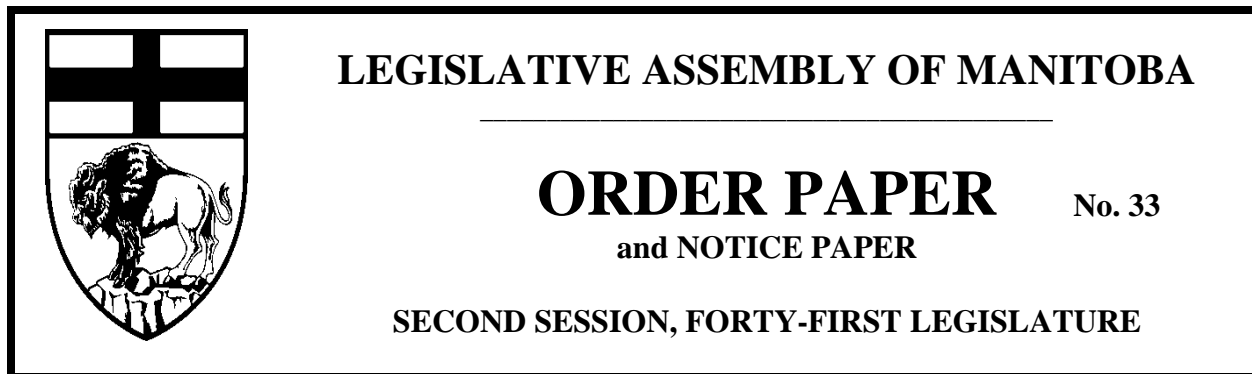 LEGISLATIVE ASSEMBLY OF MANITOBA
ORDER PAPER No. 33
and NOTICE PAPER
SECOND SESSION, FORTY-FIRST LEGISLATURE